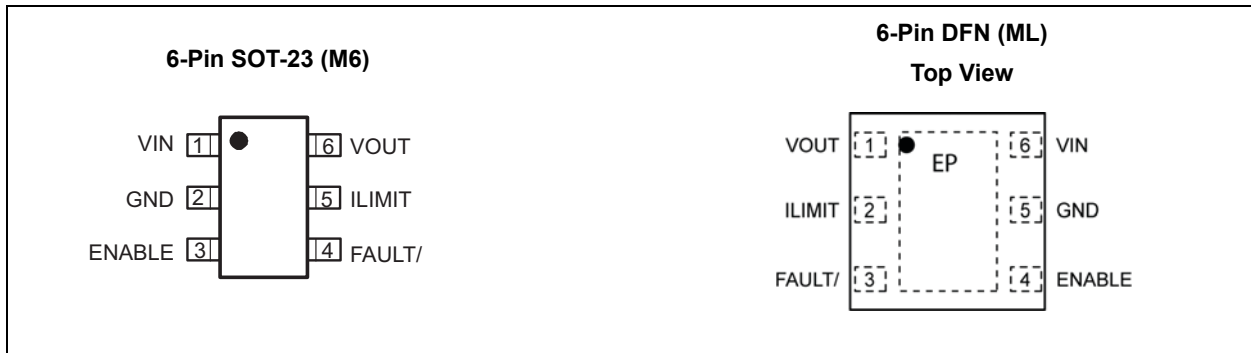 6-Pin SOT-23 (M6)
VIN 1 6 VOUT
GND 2 5 ILIMIT
ENABLE 3 4 FAULT/
6-Pin DFN (ML)
Top View
VOUT 1 EP 6 VIN
ILIMIT 2 5 GND
FAULT/ 3 4 ENABLE